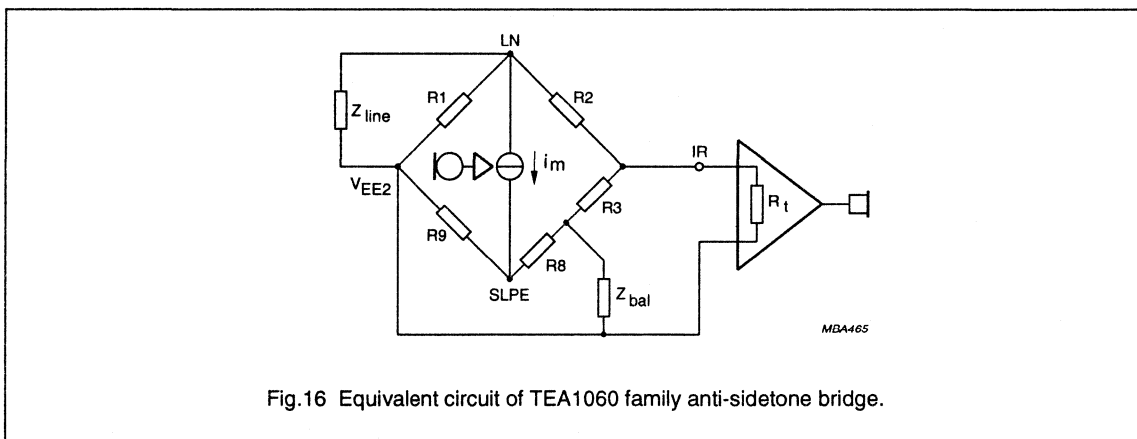 LN
R1
R2
Z line
i m
IR
V EE2
R t
R3
R9
R8
SLPE
Z bal
MBA465
Fig.16 Equivalent circuit of TEA1060 family anti-sidetone bridge.